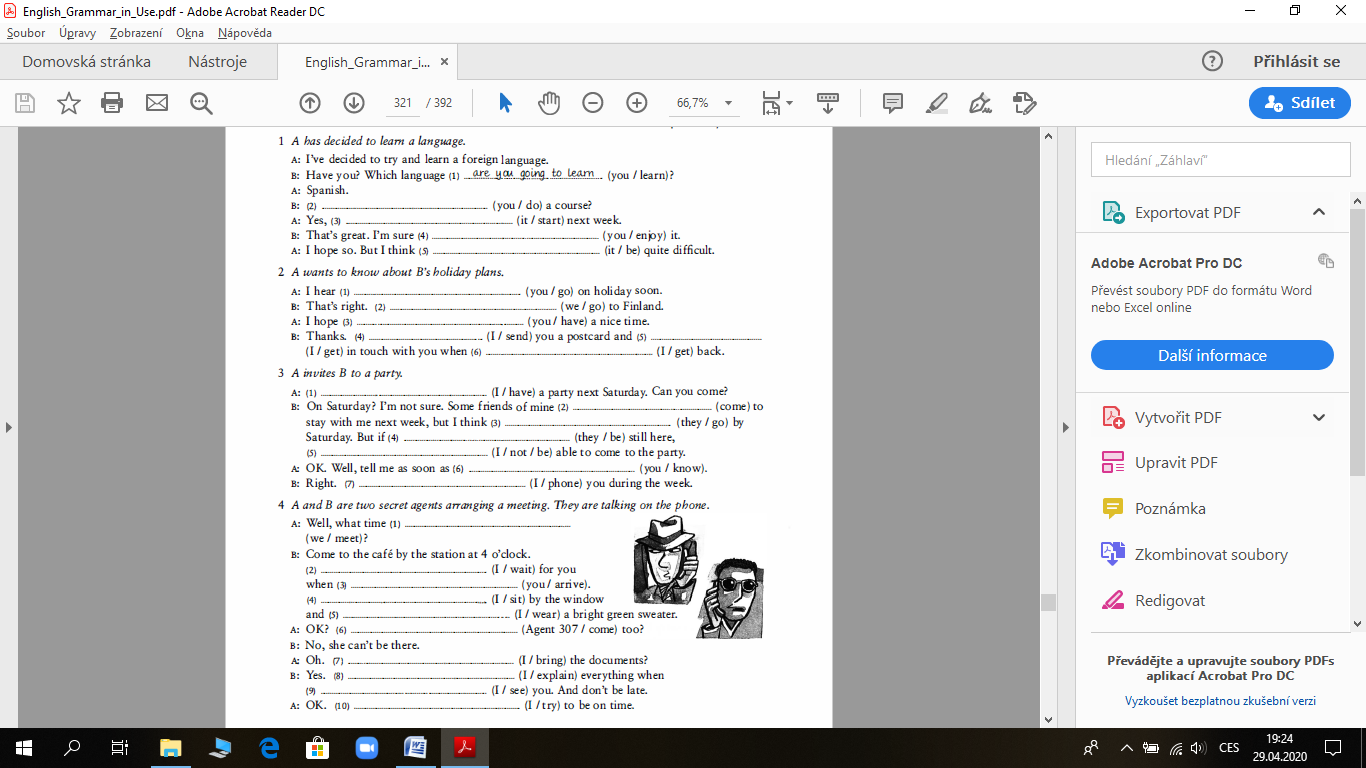 English_Grammar_in_Use.pdf - Adobe Acrobat Reader DC
Soubor Úpravy Zobrazení Okna Nápověda
Domovská stránka Nástroje English_Grammar_i... × Přihlásit se
321 / 392 66,7% Sdílet
1 A has decided to learn a language.
A: I've decided to try and learn a foreign language.
B: Have you? Which language (1) are you going to learn (you / learn)?
A: Spanish.
B: (2) (you / do) a course?
A: Yes, (3) (it / start) next week.
B: That's great. I'm sure (4) (you / enjoy) it.
A: I hope so. But I think (5) (it / be) quite difficult.
2 A wants to know about B's holiday plans.
A: I hear (1) (you / go) on holiday soon.
B: That's right. (2) (we / go) to Finland.
A: I hope (3) (you / have) a nice time.
B: Thanks. (4) (I / send) you a postcard and (5)
(I / get) in touch with you when (6) (I / get) back.
3 A invites B to a party.
A: (1) (I / have) a party next Saturday. Can you come?
B: On Saturday? I'm not sure. Some friends of mine (2) (come) to
stay with me next week, but I think (3) (they / go) by
Saturday. But if (4) (they / be) still here,
(5) (I / not / be) able to come to the party.
A: OK. Well, tell me as soon as (6) (you / know).
B: Right. (7) (I / phone) you during the week.
4 A and B are two secret agents arranging a meeting. They are talking on the phone.
A: Well, what time (1)
(we / meet)?
B: Come to the café by the station at 4 o'clock.
(2) (I / wait) for you
when (3) (you / arrive).
(4) (I / sit) by the window
and (5) (I / wear) a bright green sweater.
A: OK? (6) (Agent 307 / come) too?
B: No, she can't be there.
A: Oh. (7) (I / bring) the documents?
B: Yes. (8) (I / explain) everything when
(9) (I / see) you. And don't be late.
A: OK. (10) (I / try) to be on time.
Hledání „Záhlaví"
Exportovat PDF
Adobe Acrobat Pro DC
Převést soubory PDF do formátu Word
nebo Excel online
Další informace
Vytvořit PDF
Upravit PDF
Poznámka
Zkombinovat soubory
Redigovat
Převádějte a upravujte soubory PDFs
aplikací Acrobat Pro DC
Vyzkoušet bezplatnou zkušební verzi
CES
19:24
29.04.2020